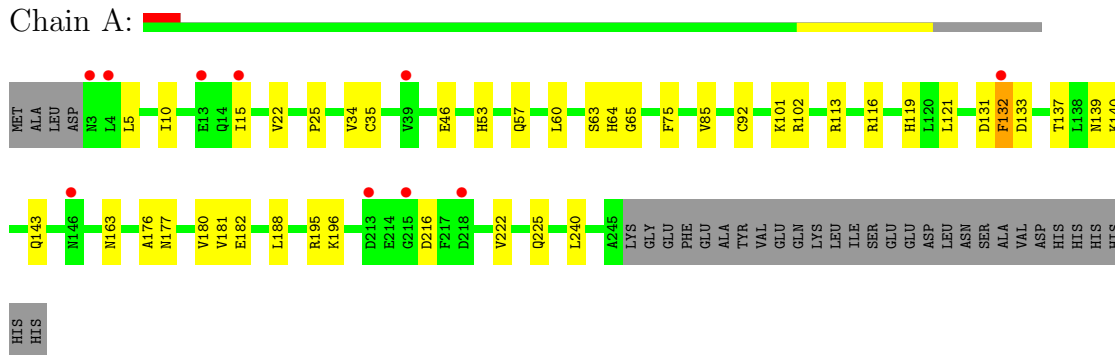 Chain A:
MET ALA LEU ASP N3 L4 L5 I10 E13 Q14 I15 V22 P25 V34 C35 V39 E46 H53 Q57 L60 S63 H64 G65 F75 V85 C92 K101 R102 R113 R116 H119 L120 L121 D131 F132 D133 T137 L138 N139
Q143 N146 N163 A176 N177 V180 V181 E182 L188 R195 K196 D213 E214 G215 D216 F217 D218 V222 Q225 L240 A245 LYS GLY GLU PHE GLU ALA TYR VAL GLU GLN LYS LEU ILE SER GLU GLU ASP LEU ASN SER ALA VAL ASP HIS HIS HIS HIS
HIS HIS